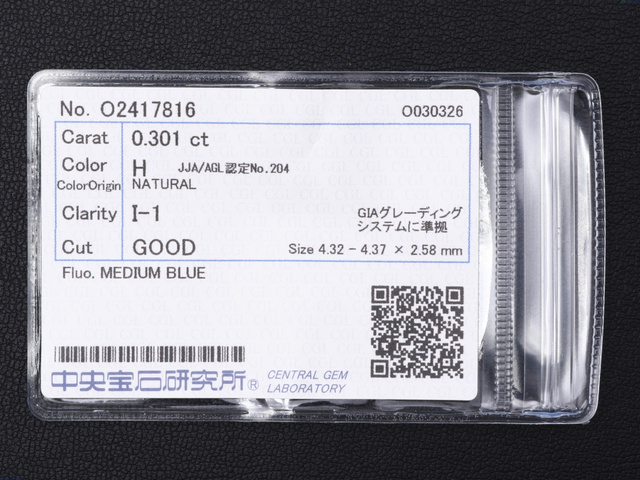 No. O2417816 O030326
Carat 0.301 ct
Color H JJA/AGL認定No.204
ColorOrigin NATURAL
Clarity I-1 GIAグレーディング
システムに準拠
Cut GOOD Size 4.32 - 4.37 × 2.58 mm
Fluo. MEDIUM BLUE
中央宝石研究所® CENTRAL GEM
LABORATORY